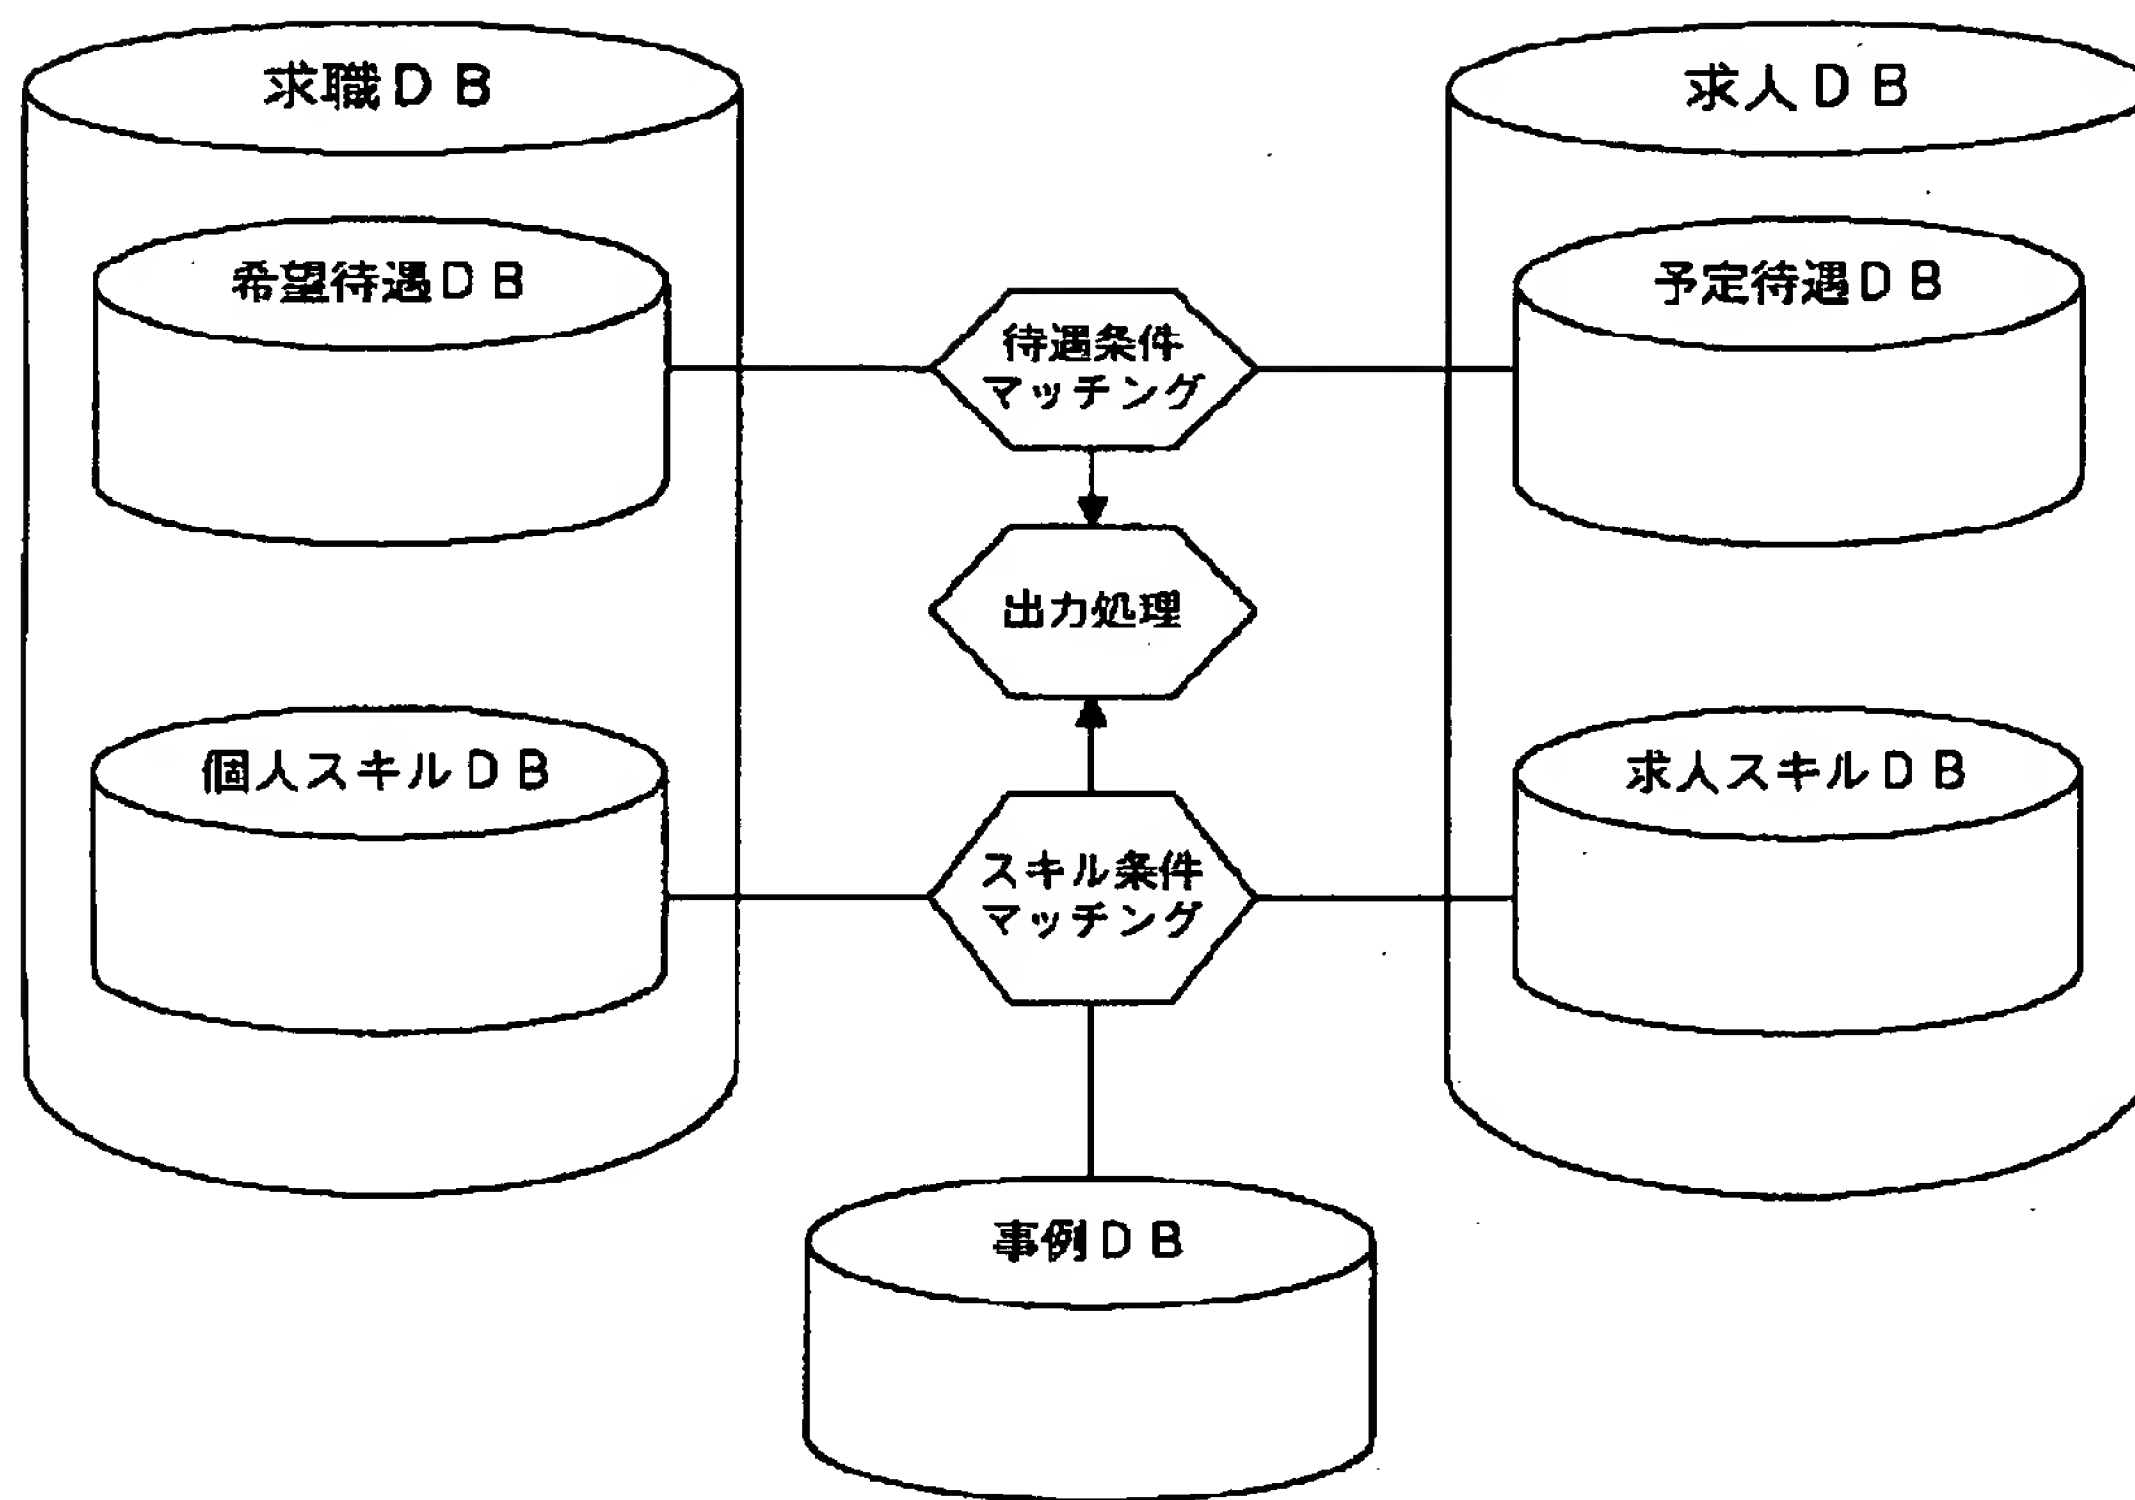 求職ＤＢ
求人ＤＢ
希望待遇ＤＢ
待遇条件
マッチング
予定待遇ＤＢ
出力処理
個人スキルＤＢ
スキル条件
マッチング
求人スキルＤＢ
事例ＤＢ